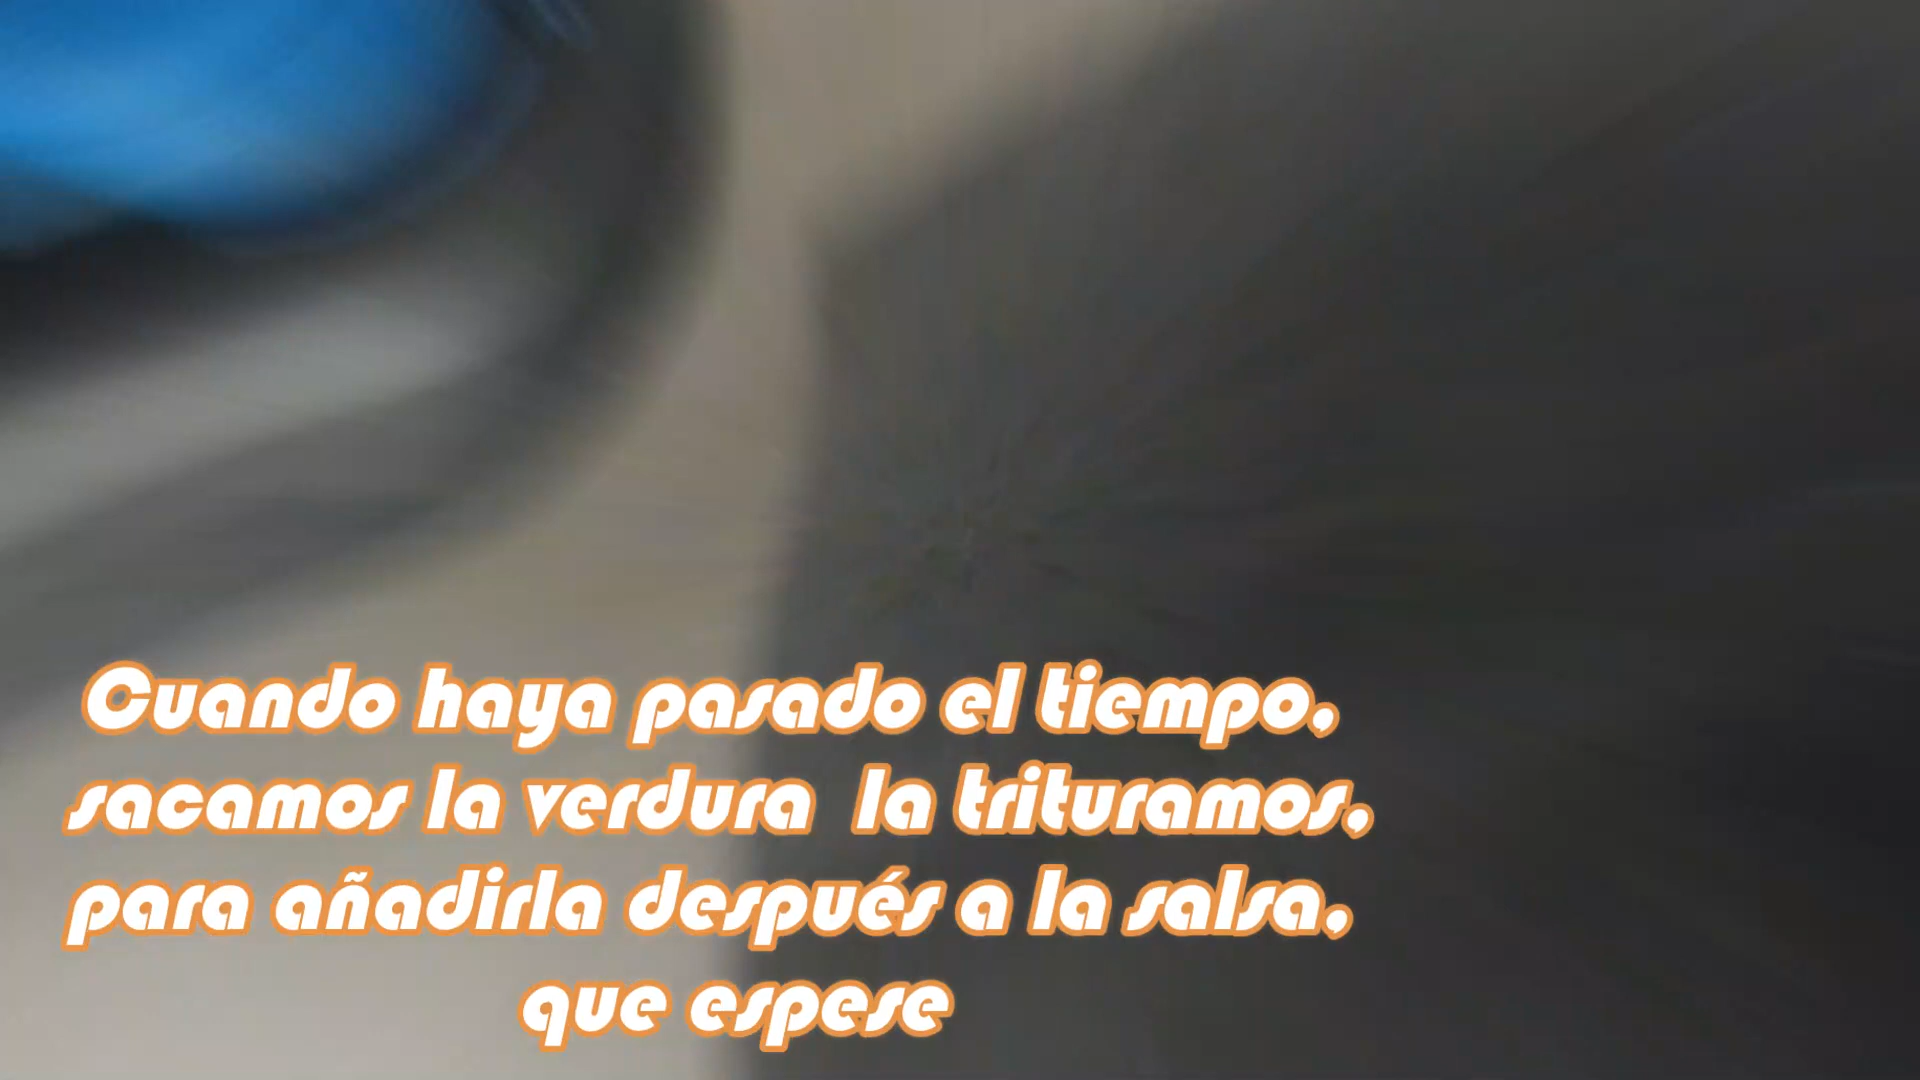 Cuando haya pasado el tiempo,
sacamos la verdura la trituramos,
para añadirla después a la salsa,
que espese